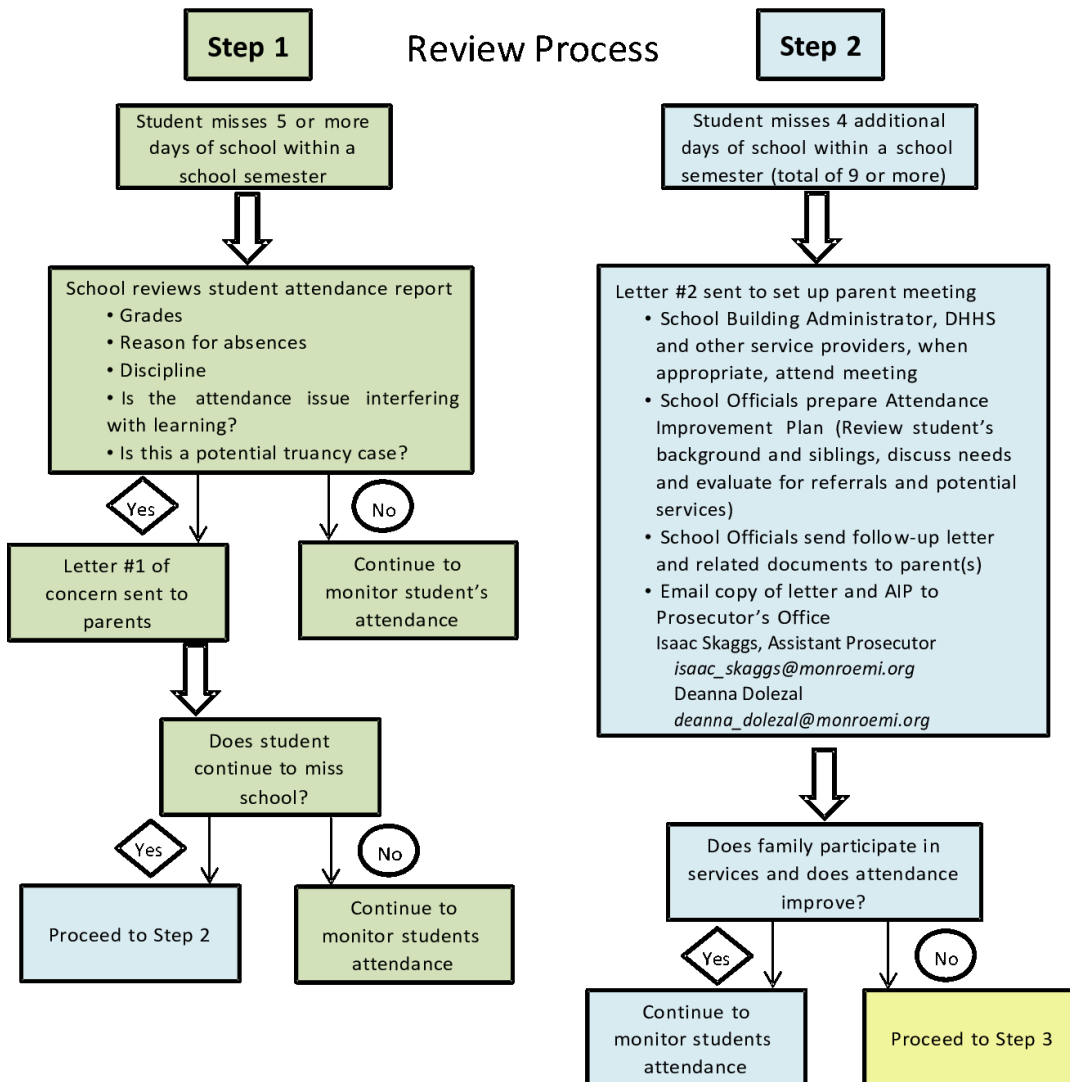 Step 1
Review Process
Step 2
Student misses 5 or more
days of school within a
school semester
School reviews student attendance report
• Grades
• Reason for absences
• Discipline
• Is the attendance issue interfering
with learning?
• Is this a potential truancy case?
Yes
No
Letter #1 of
concern sent to
parents
Continue to
monitor student’s
attendance
Does student
continue to miss
school?
Yes
No
Proceed to Step 2
Continue to
monitor students
attendance
Student misses 4 additional
days of school within a school
semester (total of 9 or more)
Letter #2 sent to set up parent meeting
• School Building Administrator, DHHS
and other service providers, when
appropriate, attend meeting
• School Officials prepare Attendance
Improvement Plan (Review student’s
background and siblings, discuss needs
and evaluate for referrals and potential
services)
• School Officials send follow-up letter
and related documents to parent(s)
• Email copy of letter and AIP to
Prosecutor’s Office
Isaac Skaggs, Assistant Prosecutor
isaac_skaggs@monroemi.org
Deanna Dolezal
deanna_dolezal@monroemi.org
Does family participate in
services and does attendance
improve?
Yes
No
Continue to
monitor students
attendance
Proceed to Step 3